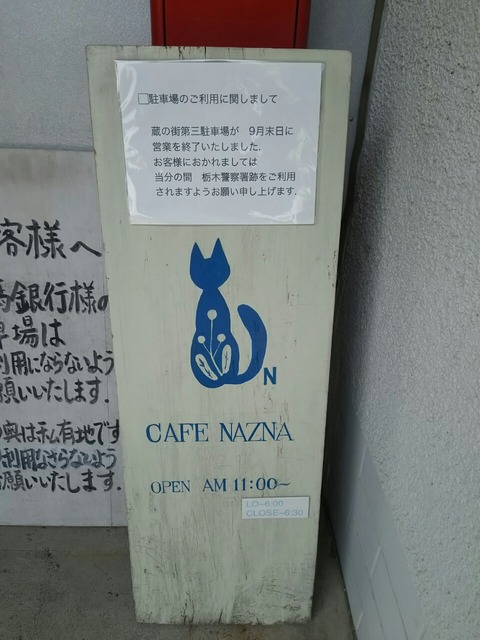 □駐車場のご利用に関しまして
蔵の街第三駐車場が 9月末日に
営業を終了いたしました.
お客様におかれましては
当分の間 栃木警察署跡をご利用
されますようお願い申し上げます.
N
CAFE NAZNA
OPEN AM 11:00~
LO~6:00
CLOSE~6:30
客様へ
銀行様の
場は
利用にならないよう
願いいたします.
奥は私有地です
利用なさらないよう
願いいたします.